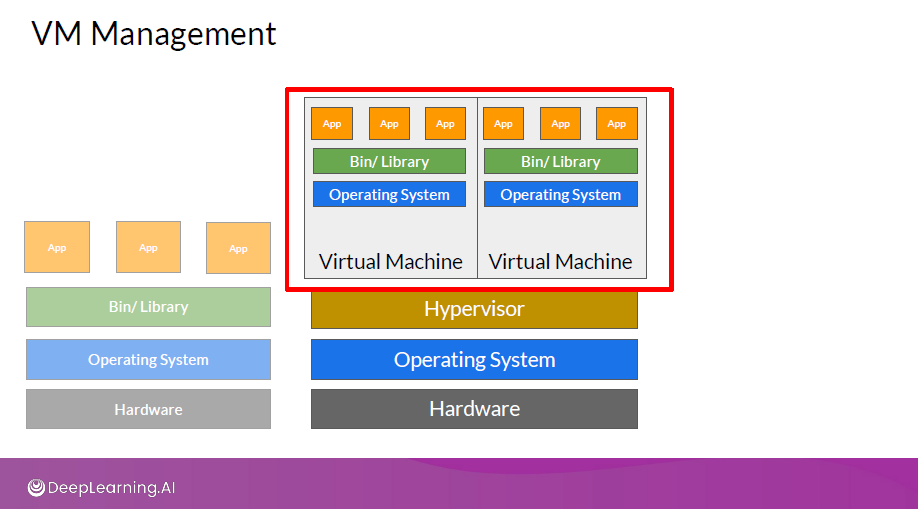 VM Management
App App App App App App
Bin/ Library Bin/ Library
Operating System Operating System
Virtual Machine Virtual Machine
App App App
Bin/ Library Hypervisor
Operating System Operating System
Hardware Hardware
DeepLearning.AI